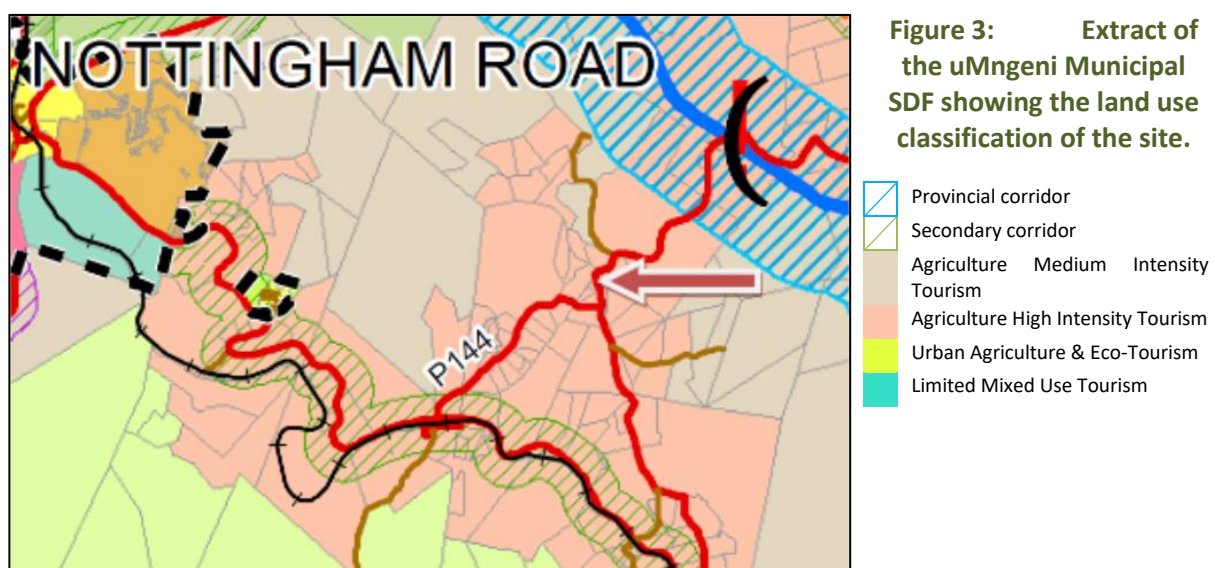 NOTTINGHAM ROAD
P144
Figure 3: Extract of
the uMngeni Municipal
SDF showing the land use
classification of the site.
Provincial corridor
Secondary corridor
Agriculture Medium Intensity
Tourism
Agriculture High Intensity Tourism
Urban Agriculture & Eco-Tourism
Limited Mixed Use Tourism